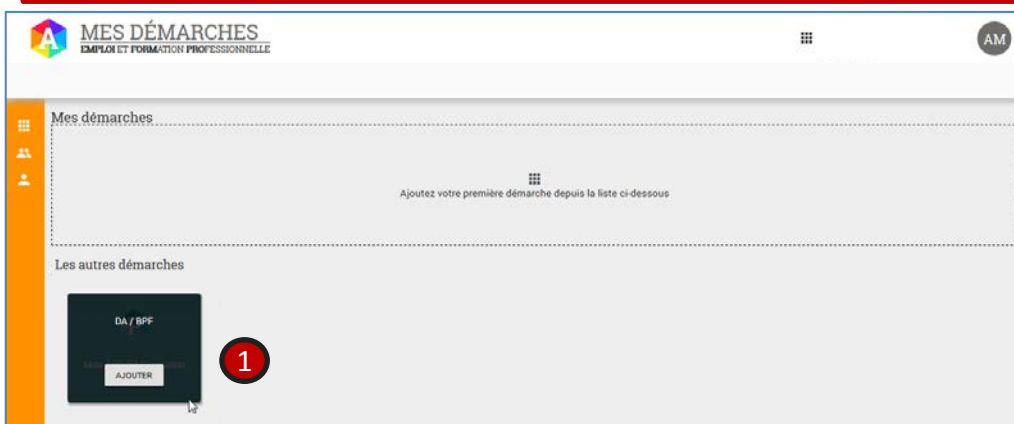 A
MES DÉMARCHES
EMPLOI ET FORMATION PROFESSIONNELLE
AM
Mes démarches
Ajoutez votre première démarche depuis la liste ci-dessous
Les autres démarches
DA / BPF
AJOUTER
1